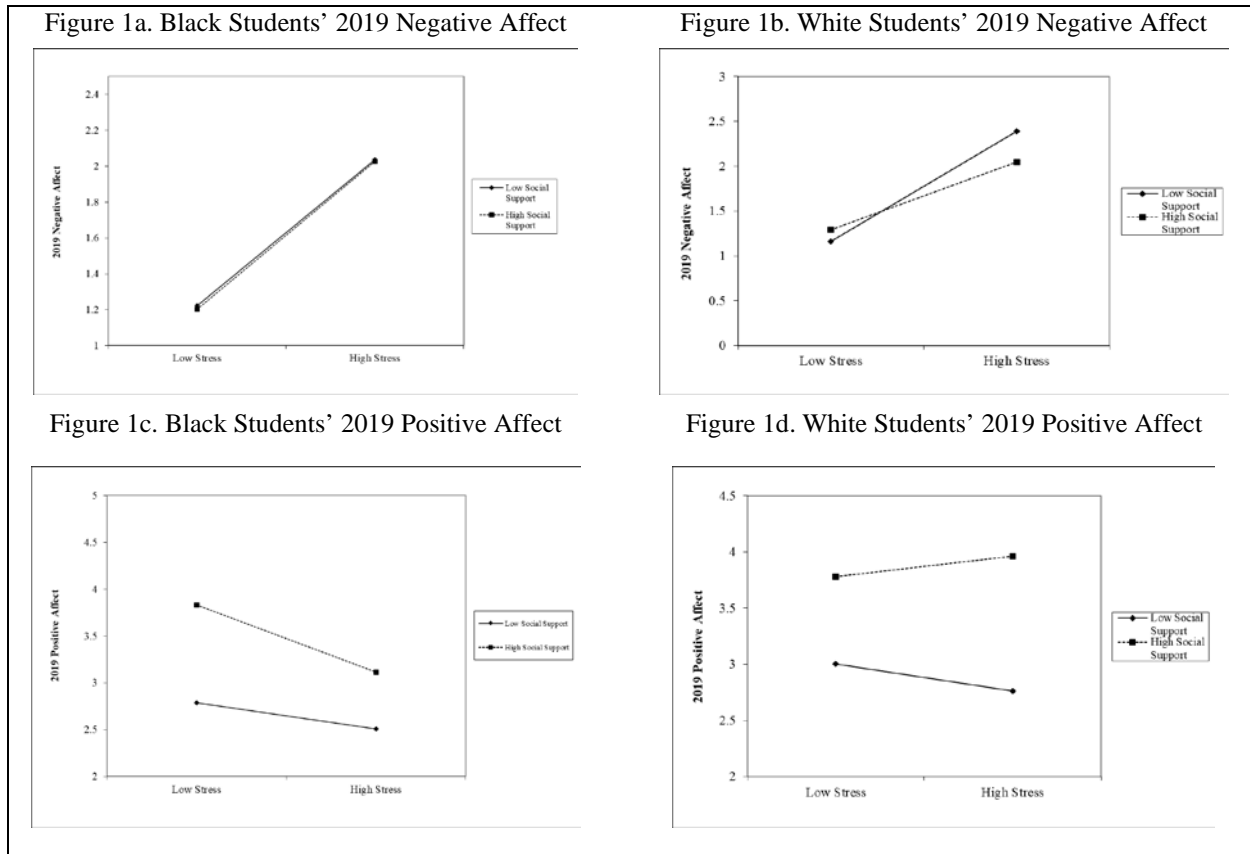 Figure 1a. Black Students’ 2019 Negative Affect
2.4
2.2
2
1.8
1.6
1.4
1.2
1
2019 Negative Affect
Low Stress
High Stress
Low Social
Support
High Social
Support
Figure 1b. White Students’ 2019 Negative Affect
3
2.5
2
1.5
1
0.5
0
2019 Negative Affect
Low Stress
High Stress
Low Social
Support
High Social
Support
Figure 1c. Black Students’ 2019 Positive Affect
5
4.5
4
3.5
3
2.5
2
2019 Positive Affect
Low Stress
High Stress
Low Social Support
High Social Support
Figure 1d. White Students’ 2019 Positive Affect
4.5
4
3.5
3
2.5
2
2019 Positive Affect
Low Stress
High Stress
Low Social
Support
High Social
Support